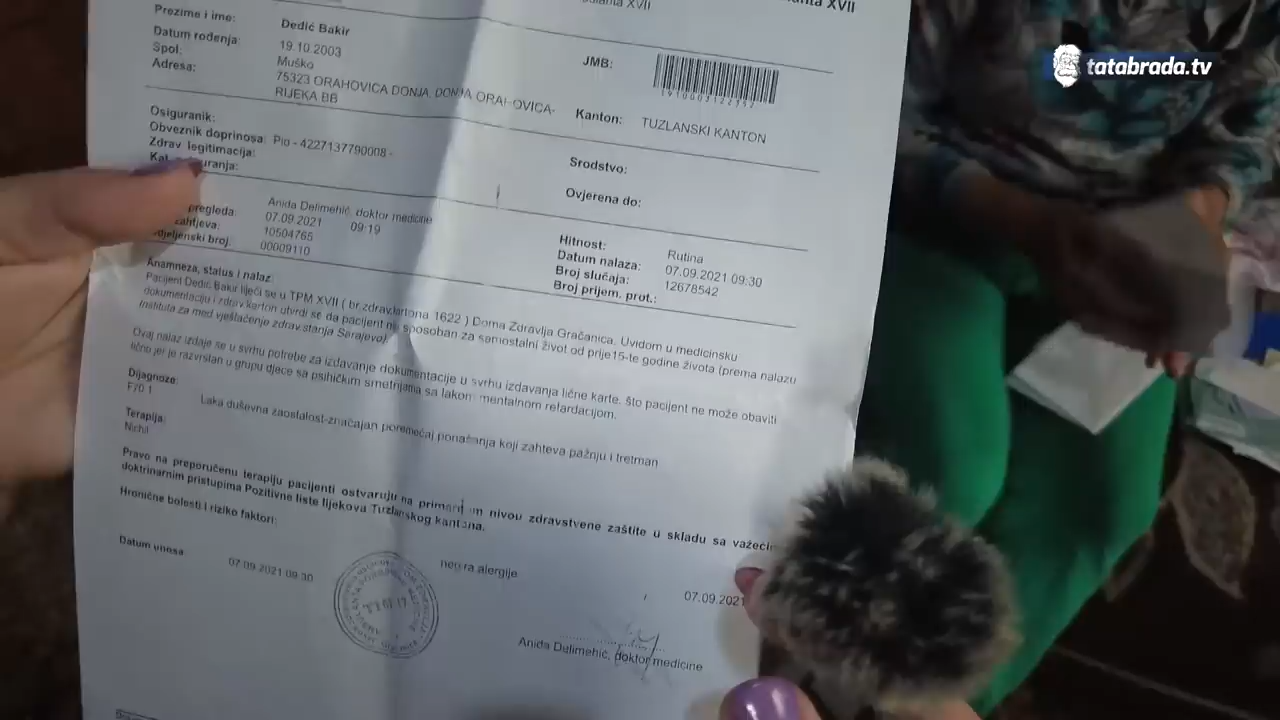 ulanta XVII
tatabrada.tv
Prezime i ime: Dedić Bakir
Datum rođenja: 19.10.2003
Spol: Muško
Adresa: 75323 ORAHOVICA DONJA, DONJA ORAHOVICA-
RIJEKA BB
JMB:
Kanton: TUZLANSKI KANTON
Osiguranik:
Obveznik doprinosa: Pio - 4227137790008 -
Zdrav legitimacija:
Srodstvo:
Ovjerena do:
pregleda: Anida Delimehić, doktor medicine
07.09.2021 09:19
zahtjeva: 10504765
broj. 00009110
Hitnost: Rutina
Datum nalaza: 07.09.2021 09:30
Broj slučaja: 12678542
Broj prijem. prot.:
Anamneza, status i nalaz:
Pacijent Dedić Bakir liječi se u TPM XVII ( br.zdrav.kartona 1622 ) Doma Zdravlja Gračanica. Uvidom u medicinsku
dokumentaciju i zdrav karton utvrdi se da pacijent nije sposoban za samostalni život od prije15-te godine života (prema nalazu
Instituta za med vještačenje zdrav.stanja Sarajevo).
Ovaj nalaz izdaje se u svrhu potrebe za izdavanje dokumentacije u svrhu izdavanja lične karte, što pacijent ne može obaviti
lično jer je razvrstan u grupu djece sa psihičkim smetnjama sa lakom mentalnom retardacijom.
Dijagnoze:
F70.1 Laka duševna zaostalost-značajan poremećaj ponašanja koji zahteva pažnju i tretman
Terapija:
Nichil
Pravo na preporučenu terapiju pacijenti ostvaruju na primarnom nivou zdravstvene zaštite u skladu sa važećim
doktrinarnim pristupima Pozitivne liste lijekova Tuzlanskog kantona.
Hronične bolesti i riziko faktori:
negira alergije
Datum unosa 07.09.2021 09:30
07.09.2021
Anida Delimehić, doktor medicine